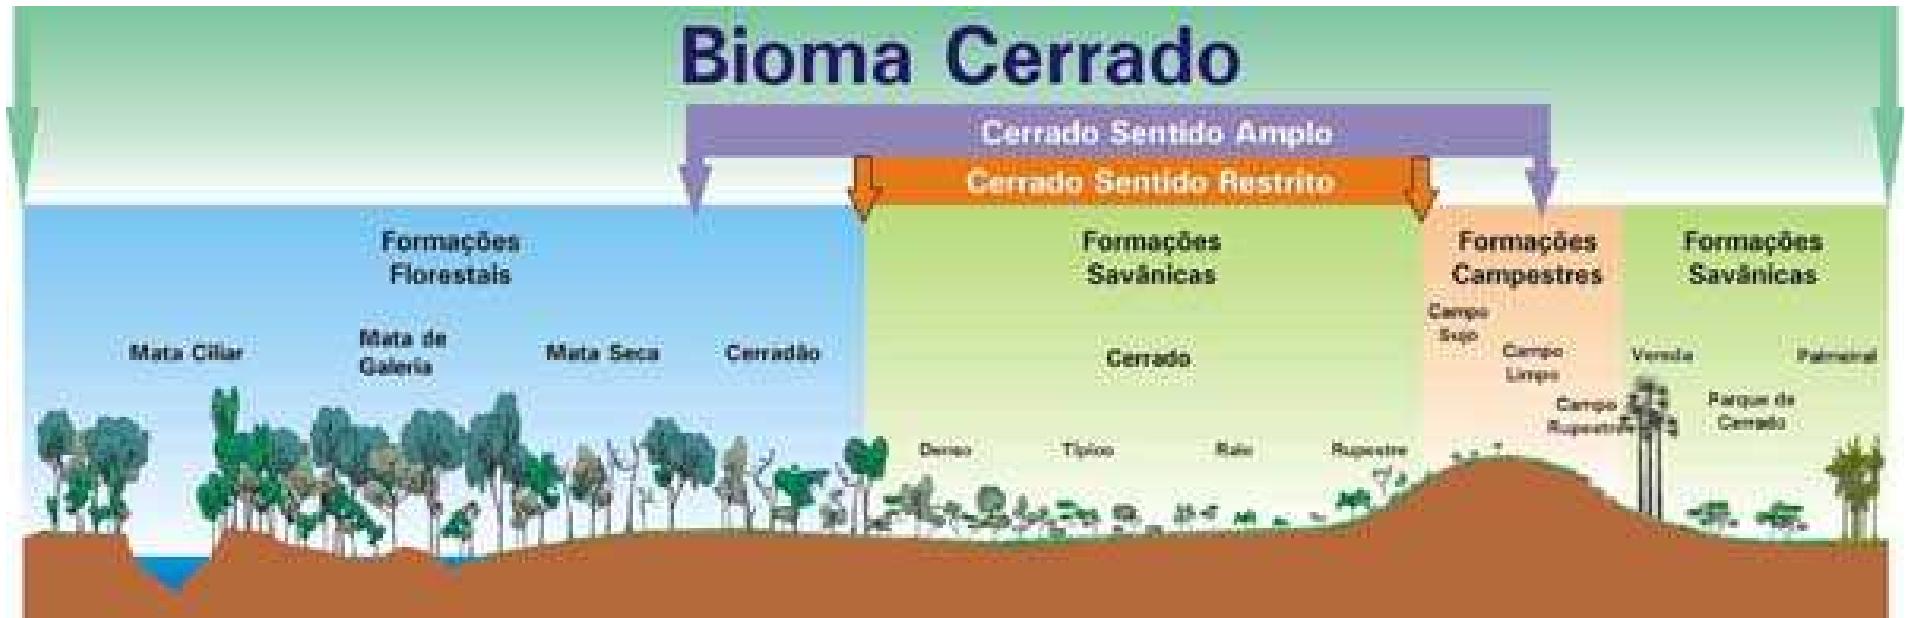 Bioma Cerrado
Cerrado Sentido Amplo
Cerrado Sentido Restrito
Formações
Florestais
Formações
Savânicas
Formações
Campestres
Formações
Savânicas
Mata Ciliar
Mata de
Galeria
Mata Seca
Cerradão
Cerrado
Denso
Típico
Ralo
Rupestre
Campo
Sujo
Campo
Limpo
Campo
Rupestre
Vereda
Parque de
Cerrado
Palmeiral